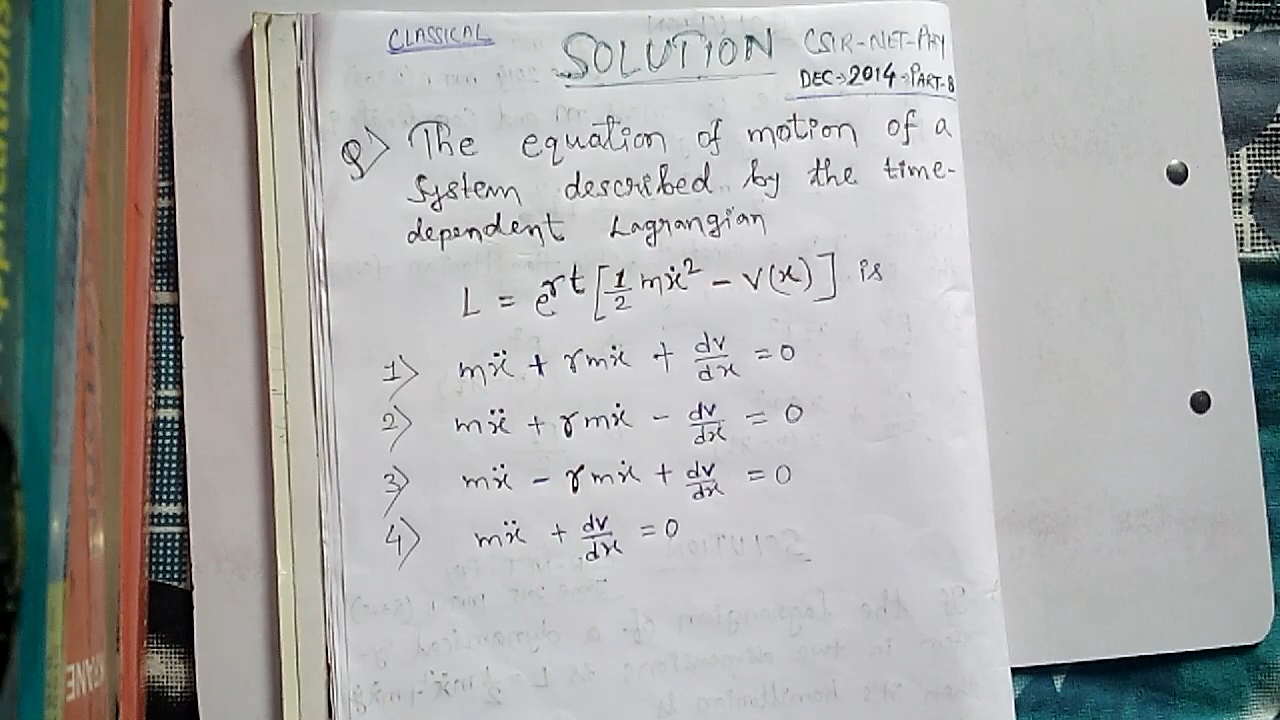 CLASSICAL
SOLUTION
CSIR-NET-PHY
DEC-2014-PART-B
Q> The equation of motion of a
system described by the time-
dependent Lagrangian
L = e^{γt} [1/2 mẋ² - V(x)] is
1> mẍ + γmẋ + dv/dx = 0
2> mẍ + γmẋ - dv/dx = 0
3> mẍ - γmẋ + dv/dx = 0
4> mẍ + dv/dx = 0